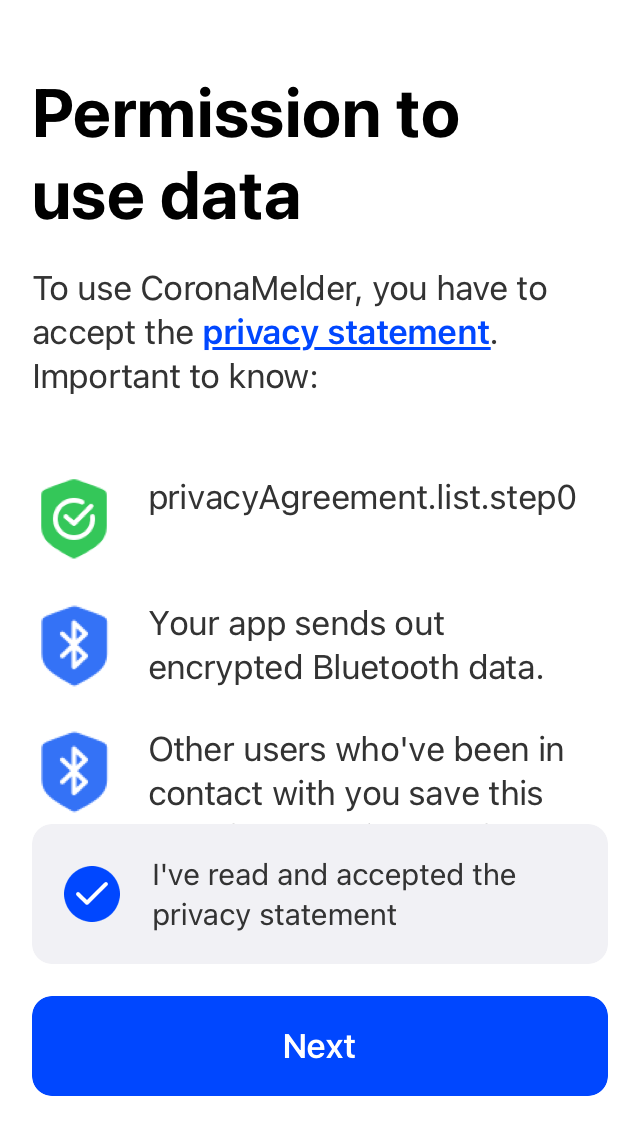 Permission to
use data
To use CoronaMelder, you have to
accept the privacy statement.
Important to know:
privacyAgreement.list.step0
Your app sends out
encrypted Bluetooth data.
Other users who've been in
contact with you save this
I've read and accepted the
privacy statement
Next